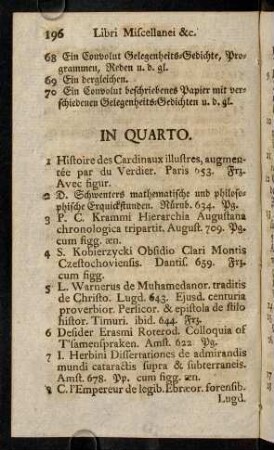 196 Libri Miscellanei &c.
68 Ein Convolut Gelegenheits-Gedichte, Pro-
grammen, Reden u. d. gl.
69 Ein dergleichen.
70 Ein Convolut beschriebenes Papier mit ver-
schiedenen Gelegenheits-Gedichten u. d. gl.
IN QUARTO.
1 Histoire des Cardinaux illustres, augmen-
tée par du Verdier. Paris 653. Frz.
Avec figur.
2 D. Schwenters mathematische und philoso-
phische Erquickstunden. Nürnb. 634. Pg.
3 P. C. Krammi Hierarchia Augustana
chronologica tripartit. August. 709. Pg.
cum figg. æn.
4 S. Kobierzycki Obsidio Clari Montis
Czestochoviensis. Dantisc. 659. Frz.
cum figg.
5 L. Warnerus de Muhamedanor. traditis
de Christo. Lugd. 643. Ejusd. centuria
proverbior. Persicor. & epistola de stilo
histor. Timuri. ibid. 644. Frz.
6 Desider Erasmi Roterod. Colloquia of
T'samenspraken. Amst. 622 Pg.
7 I. Herbini Dissertationes de admirandis
mundi cataractis supra & subterraneis.
Amst. 678. Pp. cum figg. æn.
8 C. l'Empereur de legib. Ebræor. forensib.
Lugd.